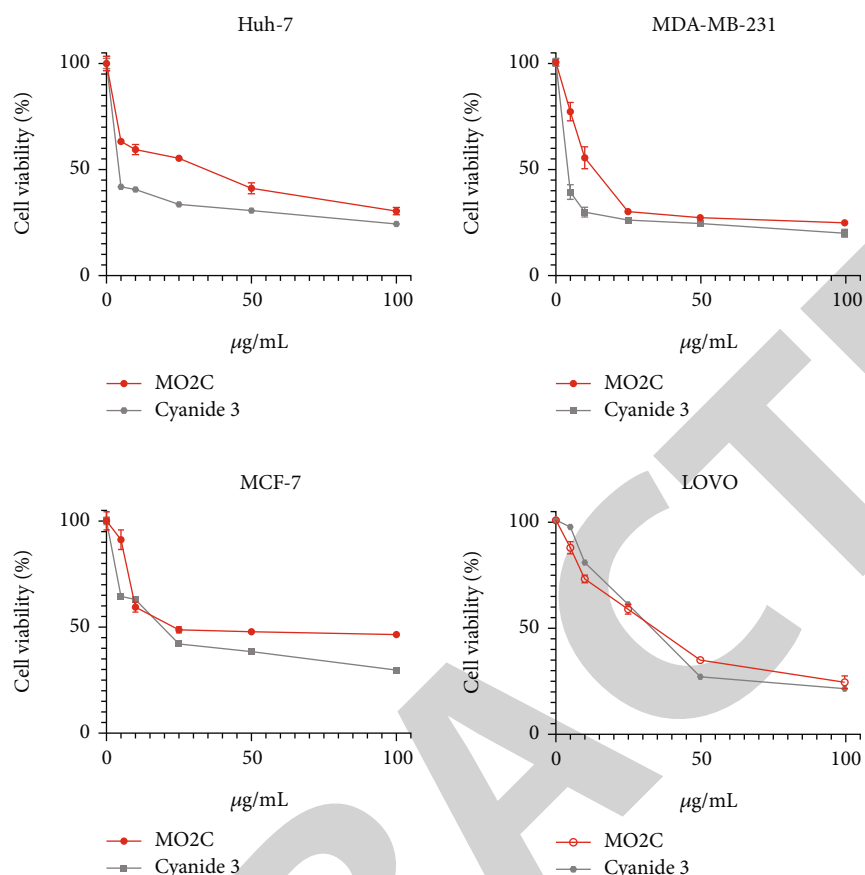 Huh-7
Cell viability (%)
100
50
0
0 50 100
μg/mL
MO2C
Cyanide 3
MDA-MB-231
Cell viability (%)
100
50
0
0 50 100
μg/mL
MO2C
Cyanide 3
MCF-7
Cell viability (%)
100
50
0
0 50 100
μg/mL
MO2C
Cyanide 3
LOVO
Cell viability (%)
100
50
0
0 50 100
μg/mL
MO2C
Cyanide 3